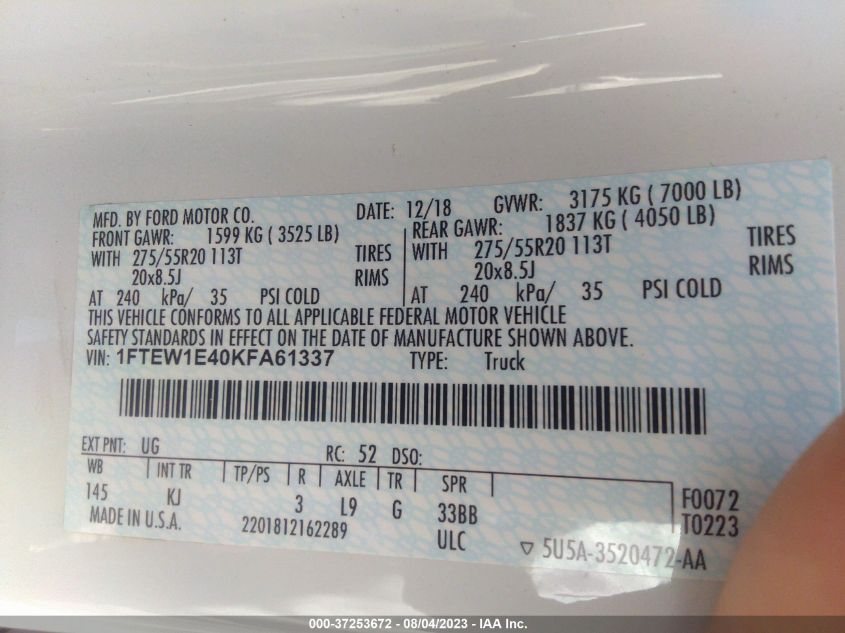 MFD. BY FORD MOTOR CO. DATE: 12/18 GVWR: 3175 KG ( 7000 LB)
FRONT GAWR: 1599 KG ( 3525 LB) REAR GAWR: 1837 KG ( 4050 LB)
WITH 275/55R20 113T TIRES WITH 275/55R20 113T TIRES
20x8.5J RIMS 20x8.5J RIMS
AT 240 kPa/ 35 PSI COLD AT 240 kPa/ 35 PSI COLD
THIS VEHICLE CONFORMS TO ALL APPLICABLE FEDERAL MOTOR VEHICLE
SAFETY STANDARDS IN EFFECT ON THE DATE OF MANUFACTURE SHOWN ABOVE.
VIN: 1FTEW1E40KFA61337 TYPE: Truck
EXT PNT: UG RC: 52 DSO:
WB INT TR TP/PS R AXLE TR SPR
145 KJ 3 L9 G 33BB F0072
MADE IN U.S.A. 2201812162289 ULC T0223
▽ 5U5A-3520472-AA
000-37253672 - 08/04/2023 - IAA Inc.